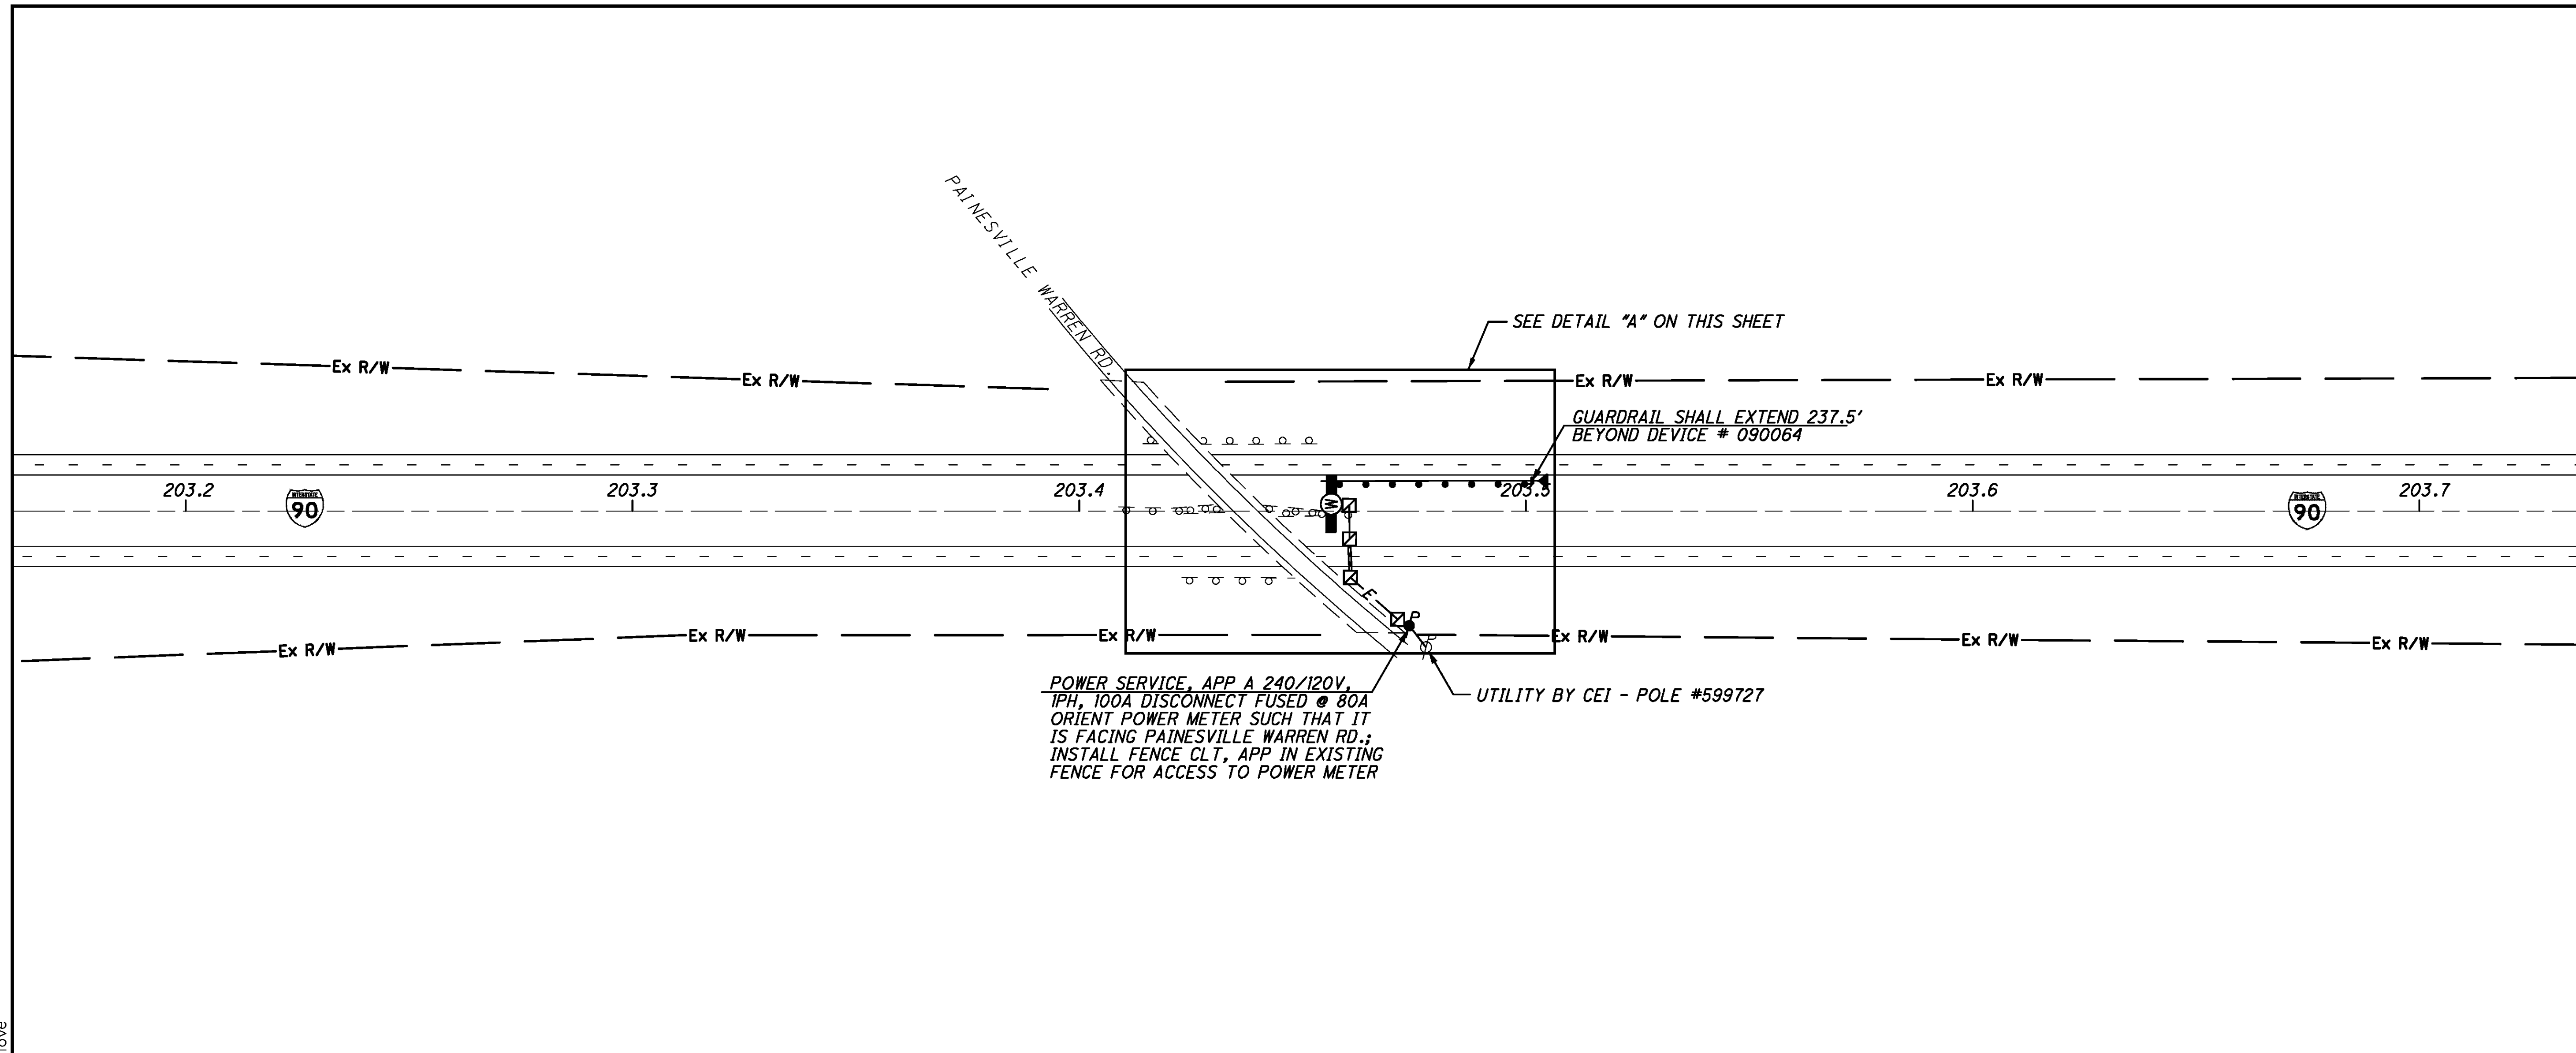 PAINESVILLE WARREN RD.
SEE DETAIL "A" ON THIS SHEET
Ex R/W
Ex R/W
Ex R/W
Ex R/W
GUARDRAIL SHALL EXTEND 237.5'
BEYOND DEVICE # 090064
203.2
203.3
203.4
203.5
203.6
203.7
INTERSTATE
90
W
INTERSTATE
90
E
P
P
Ex R/W
Ex R/W
Ex R/W
Ex R/W
Ex R/W
Ex R/W
POWER SERVICE, APP A 240/120V,
1PH, 100A DISCONNECT FUSED @ 80A
ORIENT POWER METER SUCH THAT IT
IS FACING PAINESVILLE WARREN RD.;
INSTALL FENCE CLT, APP IN EXISTING
FENCE FOR ACCESS TO POWER METER
UTILITY BY CEI - POLE #599727